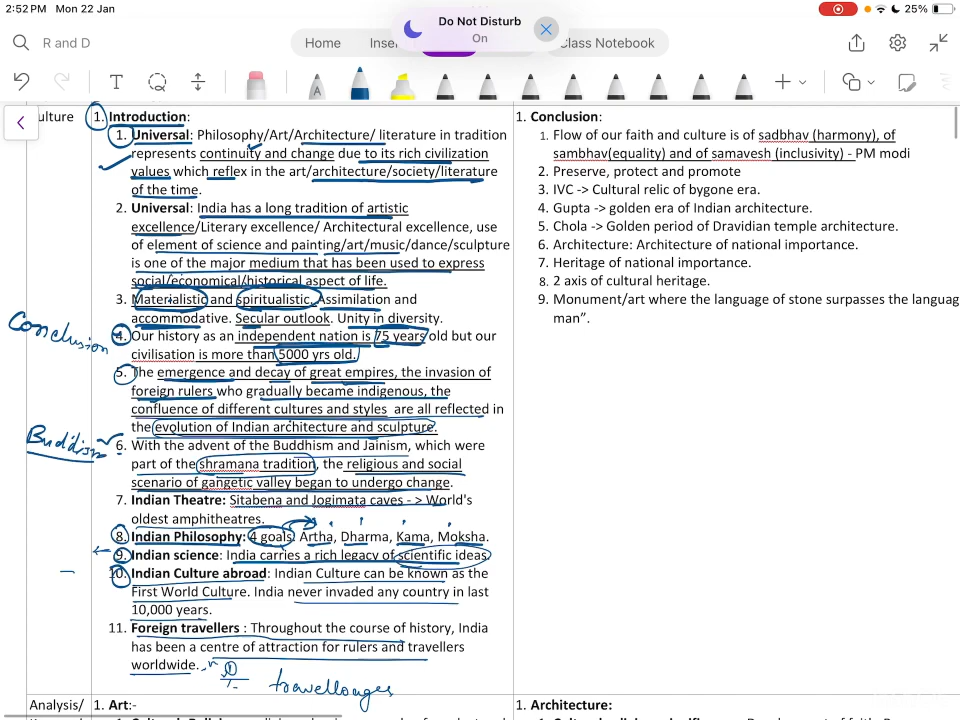 2:52 PM Mon 22 Jan
Do Not Disturb
On
25%
R and D
Home
Class Notebook
ulture
1. Introduction:
1. Universal: Philosophy/Art/Architecture/ literature in tradition
represents continuity and change due to its rich civilization
values which reflex in the art/architecture/society/literature
of the time.
2. Universal: India has a long tradition of artistic
excellence/Literary excellence/ Architectural excellence, use
of element of science and painting/art/music/dance/sculpture
is one of the major medium that has been used to express
social/economical/historical aspect of life.
3. Materialistic and spiritualistic, Assimilation and
accommodative. Secular outlook. Unity in diversity.
Conclusion
4. Our history as an independent nation is 75 years old but our
civilisation is more than 5000 yrs old.
5. The emergence and decay of great empires, the invasion of
foreign rulers who gradually became indigenous, the
confluence of different cultures and styles are all reflected in
the evolution of Indian architecture and sculpture.
Buddism
6. With the advent of the Buddhism and Jainism, which were
part of the shramana tradition, the religious and social
scenario of gangetic valley began to undergo change.
7. Indian Theatre: Sitabena and Jogimata caves - > World's
oldest amphitheatres.
8. Indian Philosophy: 4 goals: Artha, Dharma, Kama, Moksha.
9. Indian science: India carries a rich legacy of scientific ideas.
10. Indian Culture abroad: Indian Culture can be known as the
First World Culture. India never invaded any country in last
10,000 years.
11. Foreign travellers : Throughout the course of history, India
has been a centre of attraction for rulers and travellers
worldwide.
1. Conclusion:
1. Flow of our faith and culture is of sadbhav (harmony), of
sambhav(equality) and of samavesh (inclusivity) - PM modi
2. Preserve, protect and promote
3. IVC -> Cultural relic of bygone era.
4. Gupta -> golden era of Indian architecture.
5. Chola -> Golden period of Dravidian temple architecture.
6. Architecture: Architecture of national importance.
7. Heritage of national importance.
8. 2 axis of cultural heritage.
9. Monument/art where the language of stone surpasses the languag
man”.
Analysis/
1. Art:-
1. Architecture: